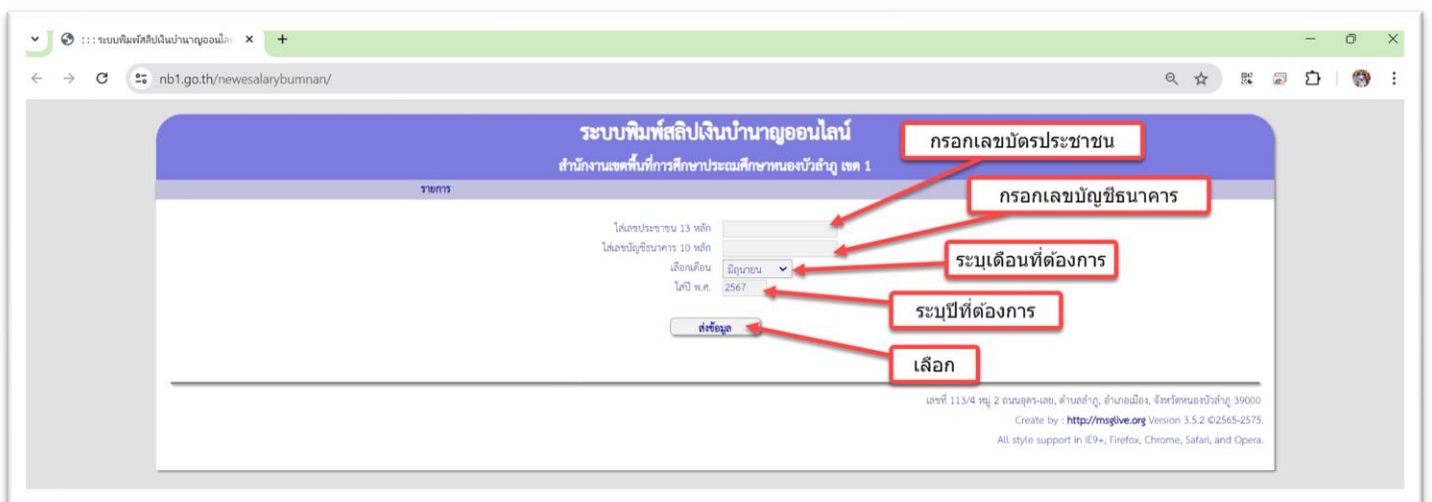 ::: ระบบพิมพ์สลิปเงินบำนาญออนไล
nb1.go.th/newesalarybumnan/
ระบบพิมพ์สลิปเงินบำนาญออนไลน์
สำนักงานเขตพื้นที่การศึกษาประถมศึกษาหนองบัวลำภู เขต 1
กรอกเลขบัตรประชาชน
รายการ
กรอกเลขบัญชีธนาคาร
ใส่เลขประชาชน 13 หลัก
ใส่เลขบัญชีธนาคาร 10 หลัก
เลือกเดือน มิถุนายน
ระบุเดือนที่ต้องการ
ใส่ปี พ.ศ. 2567
ระบุปีที่ต้องการ
ส่งข้อมูล
เลือก
เลขที่ 113/4 หมู่ 2 ถนนอุดร-เลย, ตำบลลำภู, อำเภอเมือง, จังหวัดหนองบัวลำภู 39000
Create by : http://msglive.org Version 3.5.2 ©2565-2575.
All style support in IE9+, Firefox, Chrome, Safari, and Opera.